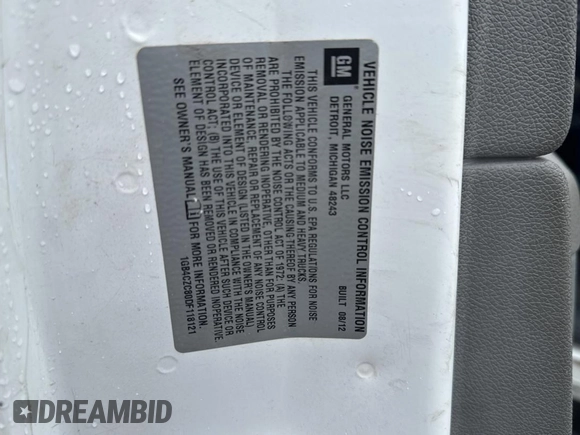 VEHICLE NOISE EMISSION CONTROL INFORMATION
GM
GENERAL MOTORS LLC
DETROIT, MICHIGAN 48243
BUILT 08/12
THIS VEHICLE CONFORMS TO U.S. EPA REGULATIONS FOR NOISE
EMISSION APPLICABLE TO MEDIUM AND HEAVY TRUCKS.
THE FOLLOWING ACTS OR THE CAUSING THEREOF BY ANY PERSON
ARE PROHIBITED BY THE NOISE CONTROL ACT OF 1972: (A) THE
REMOVAL OR RENDERING INOPERATIVE, OTHER THAN FOR PURPOSES
OF MAINTENANCE, REPAIR OR REPLACEMENT OF ANY NOISE CONTROL
DEVICE OR ELEMENT OF DESIGN (LISTED IN THE OWNER'S MANUAL)
INCORPORATED INTO THIS VEHICLE IN COMPLIANCE WITH THE NOISE
CONTROL ACT; (B) THE USE OF THIS VEHICLE AFTER SUCH DEVICE OR
ELEMENT OF DESIGN HAS BEEN REMOVED OR RENDERED INOPERATIVE.
SEE OWNER'S MANUAL FOR MORE INFORMATION.
1GB4CZC80DF118121
DREAMBID